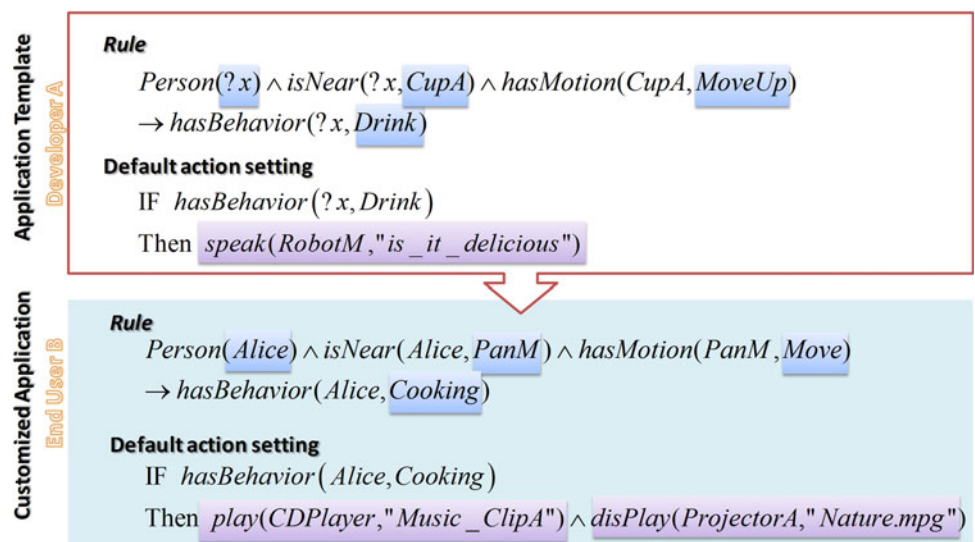 Application Template
Developer A
Rule
Person(?x) ∧ isNear(?x, CupA) ∧ hasMotion(CupA, MoveUp)
→ hasBehavior(?x, Drink)
Default action setting
IF hasBehavior(?x, Drink)
Then speak(RobotM,"is_it_delicious")
Customized Application
End User B
Rule
Person(Alice) ∧ isNear(Alice, PanM) ∧ hasMotion(PanM, Move)
→ hasBehavior(Alice, Cooking)
Default action setting
IF hasBehavior(Alice, Cooking)
Then play(CDPlayer,"Music_ClipA") ∧ disPlay(ProjectorA,"Nature.mpg")